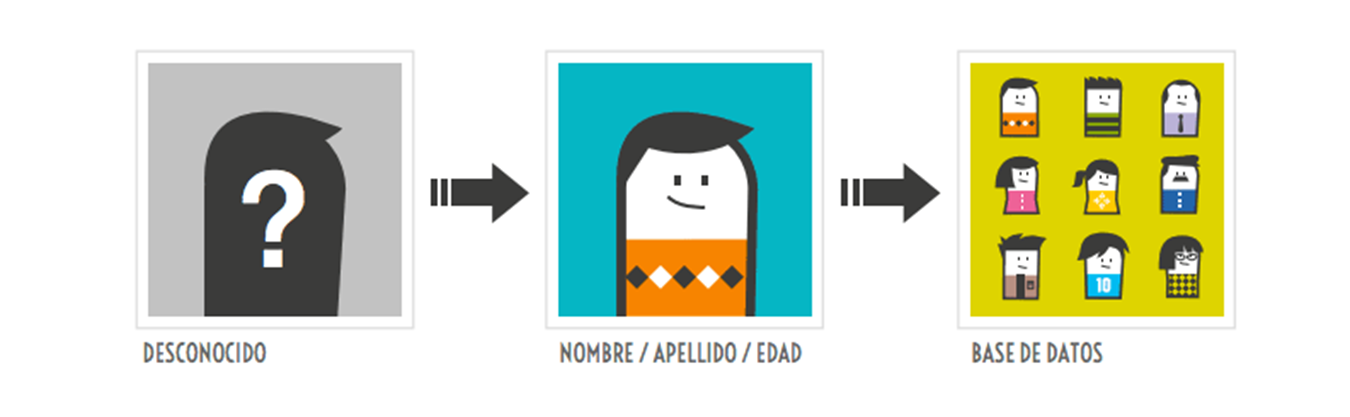 ?
DESCONOCIDO
NOMBRE / APELLIDO / EDAD
10
BASE DE DATOS